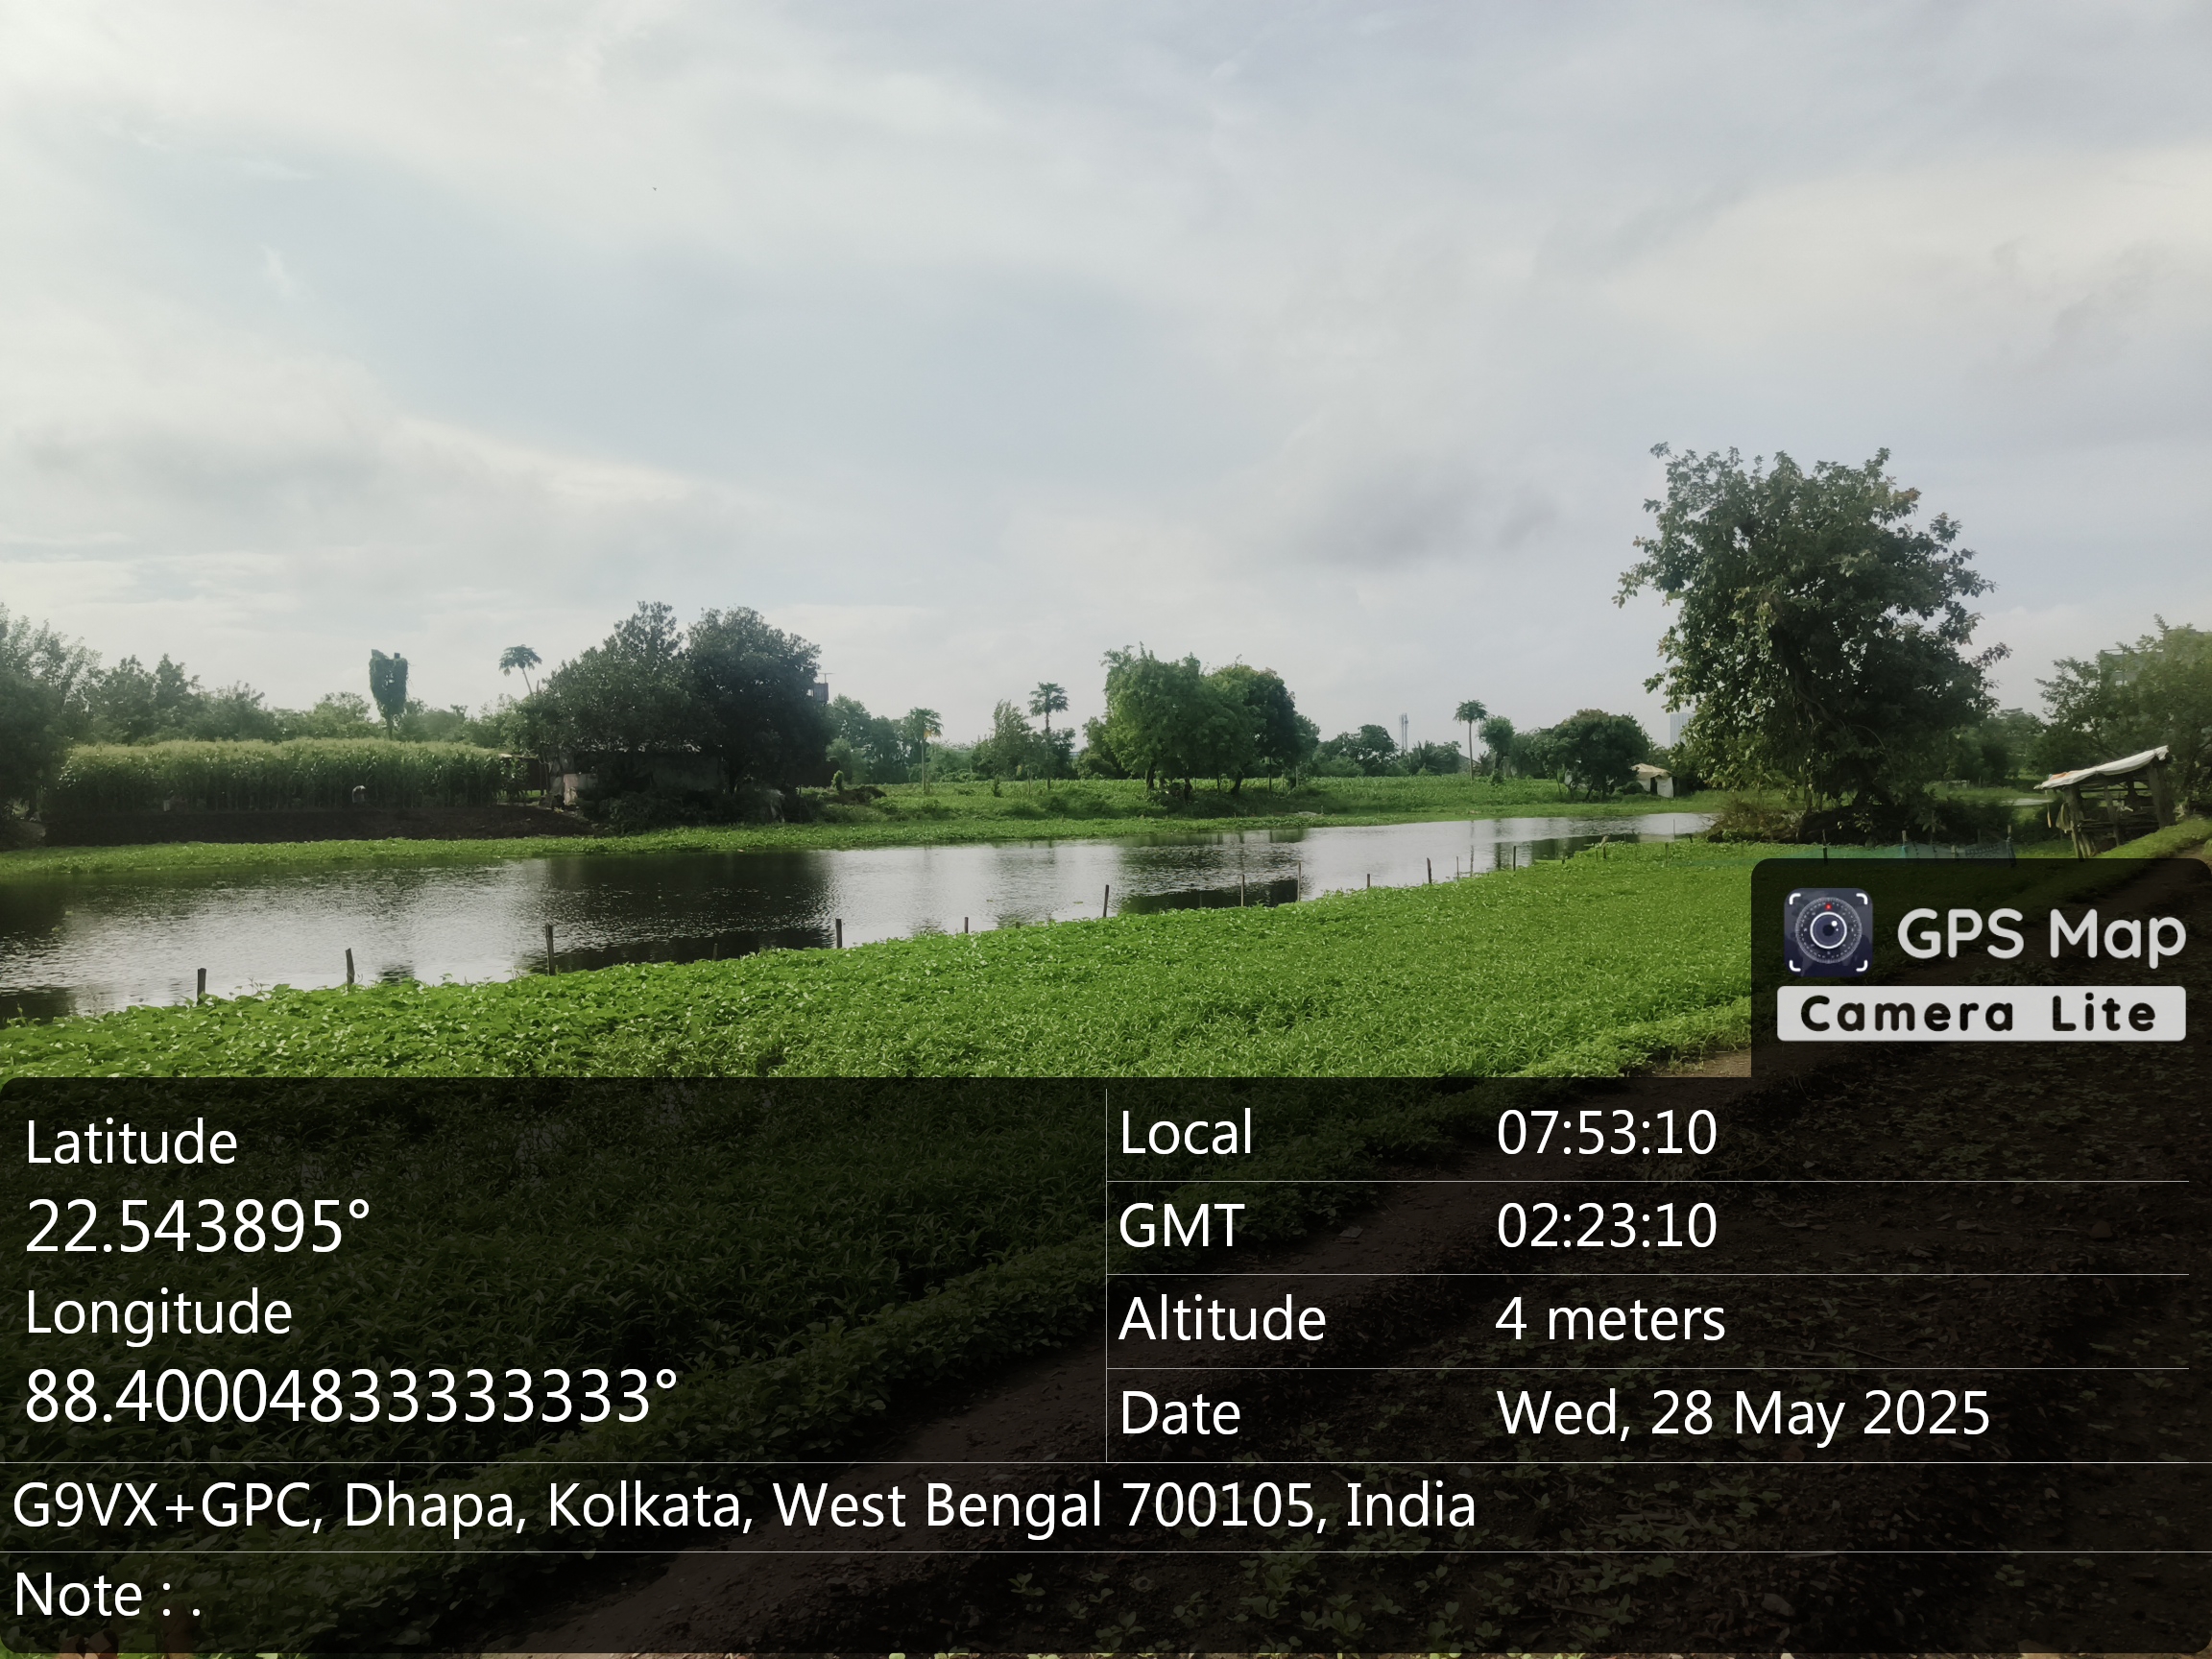 GPS Map
Camera Lite
Latitude
22.543895°
Longitude
88.40004833333333°
Local 07:53:10
GMT 02:23:10
Altitude 4 meters
Date Wed, 28 May 2025
G9VX+GPC, Dhapa, Kolkata, West Bengal 700105, India
Note : .